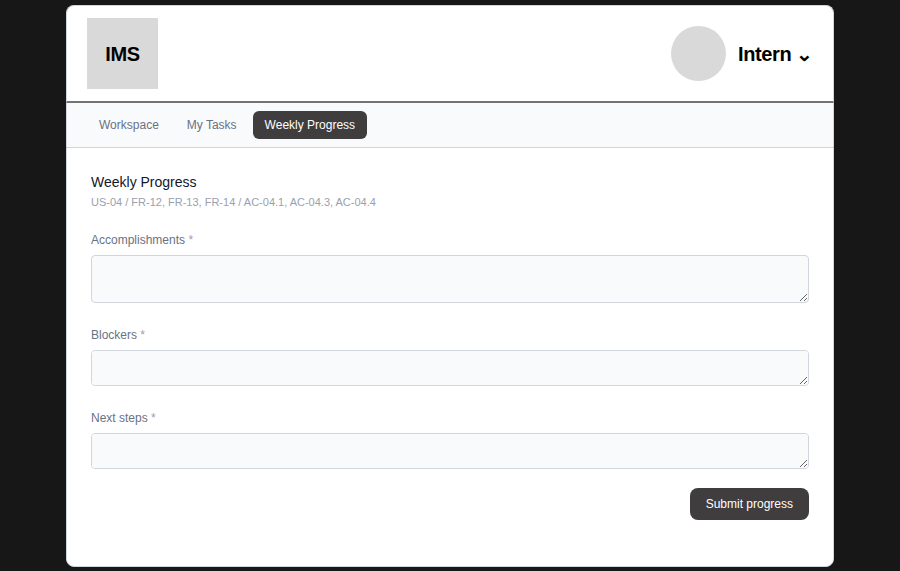 IMS
Intern
Workspace
My Tasks
Weekly Progress
Weekly Progress
US-04 / FR-12, FR-13, FR-14 / AC-04.1, AC-04.3, AC-04.4
Accomplishments *
Blockers *
Next steps *
Submit progress